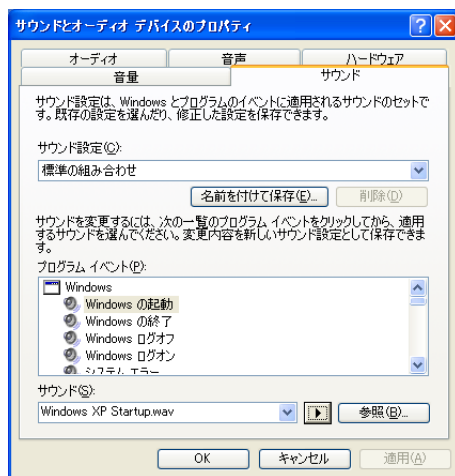 サウンドとオーディオ デバイスのプロパティ
オーディオ 音声 ハードウェア
音量 サウンド
サウンド設定は、Windows とプログラムのイベントに適用されるサウンドのセットで
す。既存の設定を選んだり、修正した設定を保存できます。
サウンド設定(C):
標準の組み合わせ
名前を付けて保存(E)... 削除(D)
サウンドを変更するには、次の一覧のプログラム イベントをクリックしてから、適用
するサウンドを選んでください。変更内容を新しいサウンド設定として保存できま
す。
プログラム イベント(P):
Windows
Windows の起動
Windows の終了
Windows ログオフ
Windows ログオン
システム エラー
サウンド(S):
Windows XP Startup.wav 参照(B)...
OK キャンセル 適用(A)